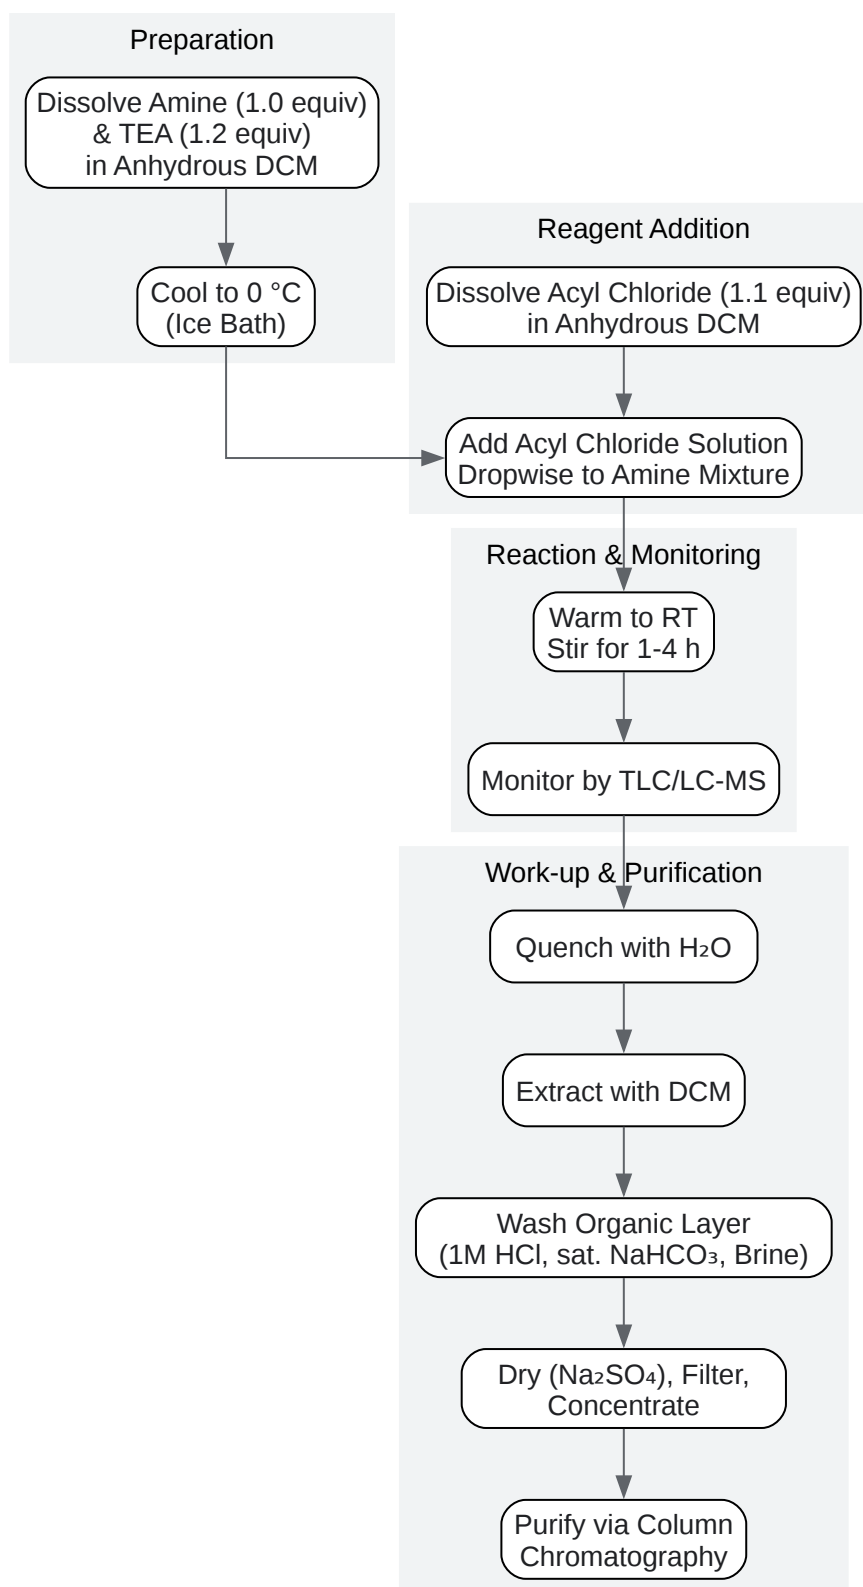 Preparation
Dissolve Amine (1.0 equiv)
& TEA (1.2 equiv)
in Anhydrous DCM
Cool to 0 °C
(Ice Bath)
Reagent Addition
Dissolve Acyl Chloride (1.1 equiv)
in Anhydrous DCM
Add Acyl Chloride Solution
Dropwise to Amine Mixture
Reaction & Monitoring
Warm to RT
Stir for 1-4 h
Monitor by TLC/LC-MS
Work-up & Purification
Quench with H₂O
Extract with DCM
Wash Organic Layer
(1M HCl, sat. NaHCO₃, Brine)
Dry (Na₂SO₄), Filter,
Concentrate
Purify via Column
Chromatography